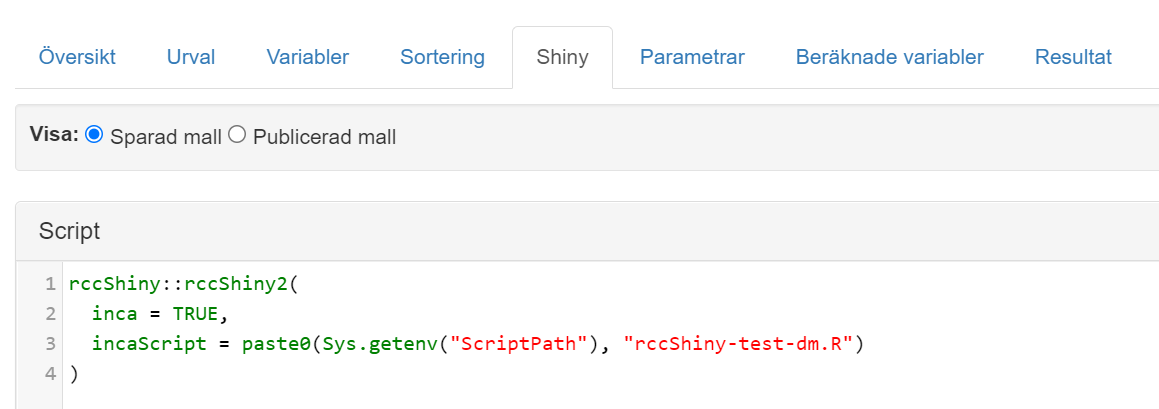 Översikt Urval Variabler Sortering Shiny Parametrar Beräknade variabler Resultat
Visa: Sparad mall Publicerad mall
Script
1 rccShiny::rccShiny2(
2 inca = TRUE,
3 incaScript = paste0(Sys.getenv("ScriptPath"), "rccShiny-test-dm.R")
4 )